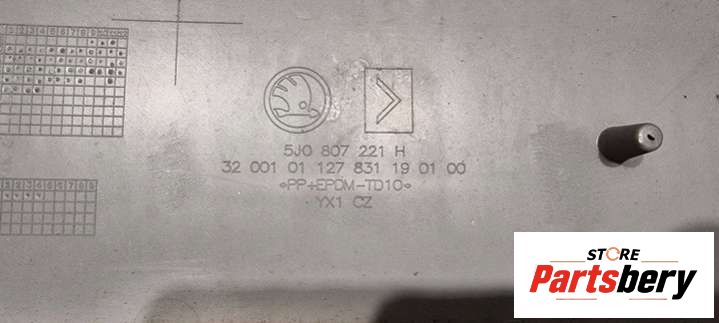 5J0 807 221 H
32 001 01 127 831 19 01 00
>PP+EPDM-TD10<
YX1 CZ
STORE
Partsbery